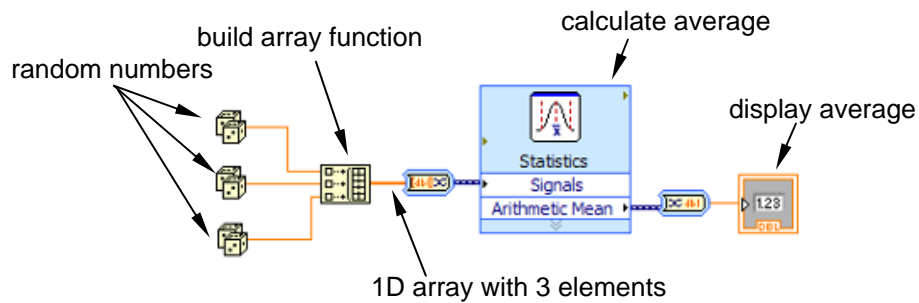 calculate average
build array function
random numbers
display average
Statistics
Signals
Arithmetic Mean
1.23
DBL
1D array with 3 elements